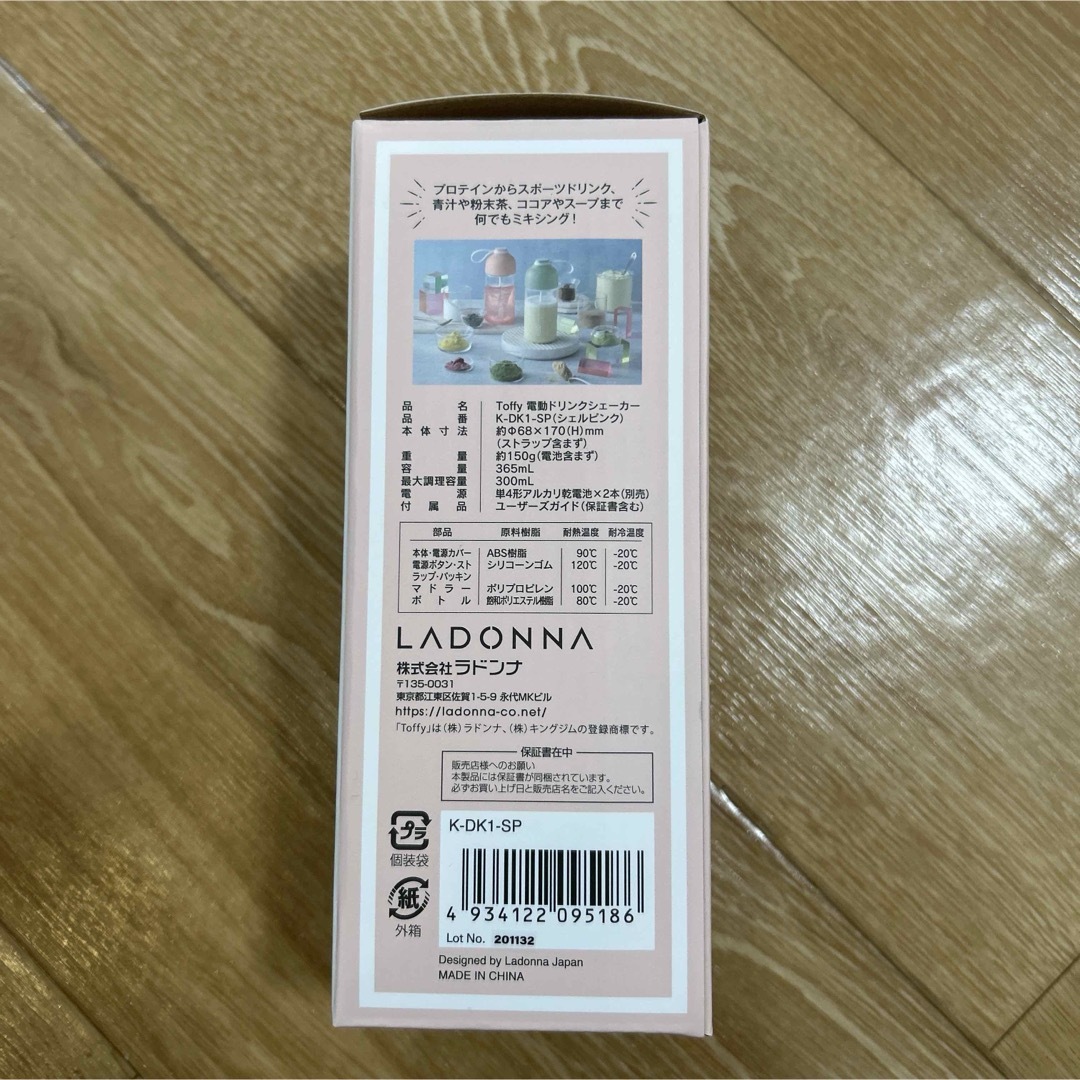 プロテインからスポーツドリンク、
青汁や粉末茶、ココアやスープまで
何でもミキシング!
品名 Toffy 電動ドリンクシェーカー
品番 K-DK1-SP(シェルピンク)
本体寸法 約Φ68×170(H)mm
(ストラップ含まず)
重量 約150g(電池含まず)
容量 365mL
最大調理容量 300mL
電源 単4形アルカリ乾電池×2本(別売)
付属品 ユーザーズガイド(保証書含む)
部品 原料樹脂 耐熱温度 耐冷温度
本体・電源カバー ABS樹脂 90℃ -20℃
電源ボタン・スト シリコーンゴム 120℃ -20℃
ラップ・パッキン
マドラー ポリプロピレン 100℃ -20℃
ボトル 飽和ポリエステル樹脂 80℃ -20℃
LADONNA
株式会社ラドンナ
〒135-0031
東京都江東区佐賀1-5-9 永代MKビル
https://ladonna-co.net/
「Toffy」は(株)ラドンナ、(株)キングジムの登録商標です。
保証書在中
販売店様へのお願い
本製品には保証書が同梱されています。
必ずお買い上げ日と販売店名をご記入ください。
プラ
個装袋
紙
外箱
K-DK1-SP
4 934122 095186
Lot No. 201132
Designed by Ladonna Japan
MADE IN CHINA